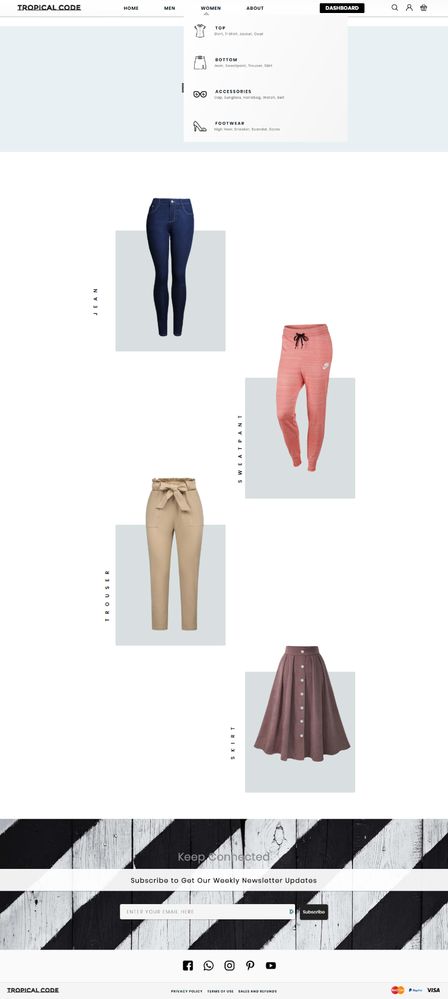 TROPICAL CODE
HOME MEN WOMEN ABOUT
DASHBOARD
TOP
Shirt, T-Shirt, Jacket, Coat
BOTTOM
Jean, Sweatpant, Trouser, Skirt
ACCESSORIES
Cap, Sunglass, Handbag, Watch, Belt
FOOTWEAR
High Heel, Sneaker, Scandal, Socks
JEAN
SWEATPANT
TROUSER
SKIRT
Keep Connected
Subscribe to Get Our Weekly Newsletter Updates
ENTER YOUR EMAIL HERE
Subscribe
TROPICAL CODE
PRIVACY POLICY TERMS OF USE SALES AND REFUNDS
PayPal VISA